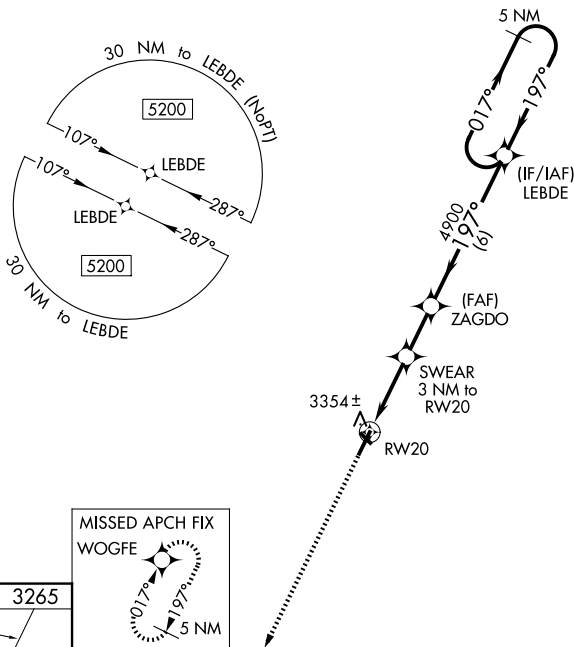 30 NM to LEBDE (NoPT)
5200
107°
LEBDE
287°
107°
LEBDE
287°
5200
30 NM to LEBDE
5 NM
017°
197°
(IF/IAF)
LEBDE
4900
197°
(6)
(FAF)
ZAGDO
SWEAR
3 NM to
RW20
3354±
RW20
MISSED APCH FIX
WOGFE
017°
197°
5 NM
3265